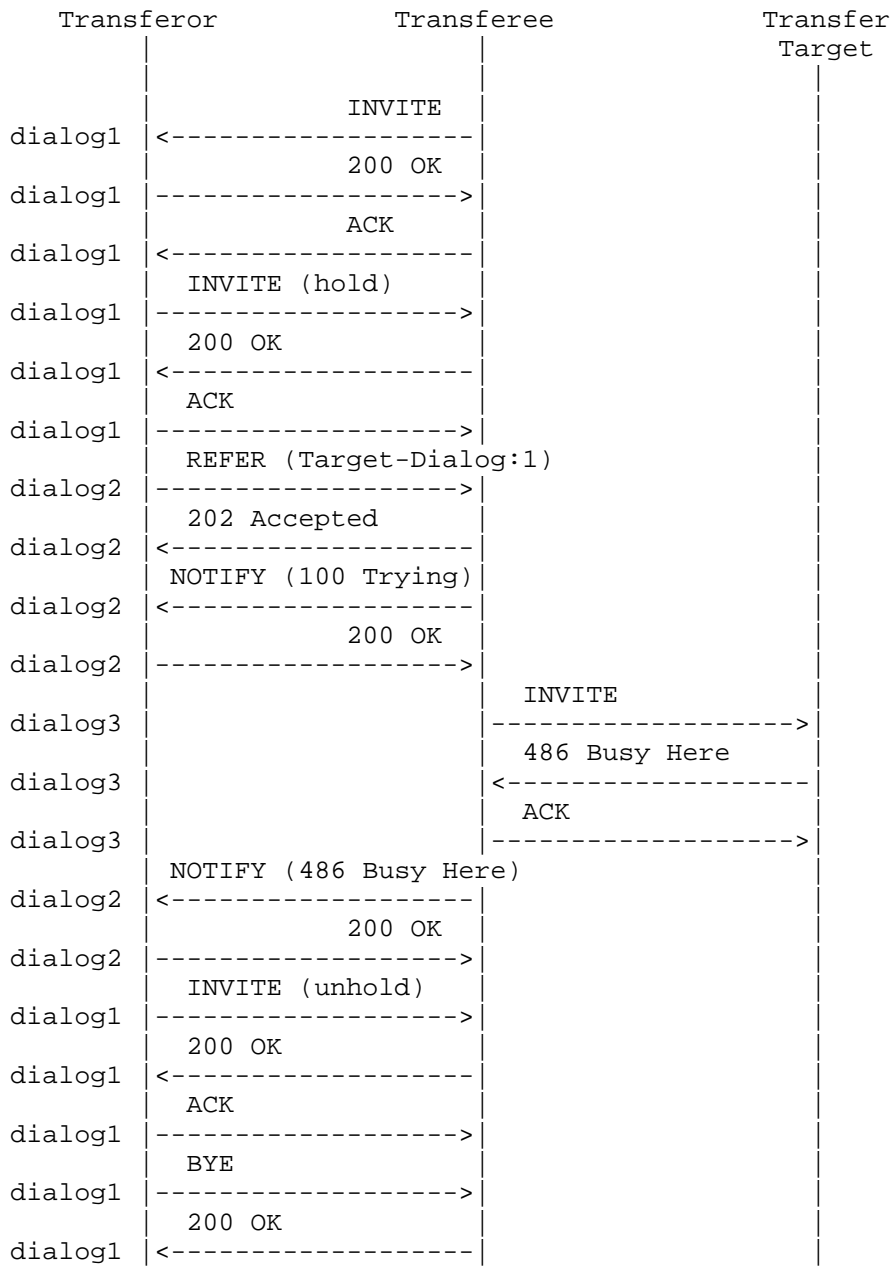 Transferor Transferee Transfer
Target
INVITE
dialog1 |<-------------------|
200 OK
dialog1 |------------------->|
ACK
dialog1 |<-------------------|
INVITE (hold)
dialog1 |------------------->|
200 OK
dialog1 |<-------------------|
ACK
dialog1 |------------------->|
REFER (Target-Dialog:1)
dialog2 |------------------->|
202 Accepted
dialog2 |<-------------------|
NOTIFY (100 Trying)
dialog2 |<-------------------|
200 OK
dialog2 |------------------->|
INVITE
dialog3 | |------------------->|
486 Busy Here
dialog3 | |<-------------------|
ACK
dialog3 | |------------------->|
NOTIFY (486 Busy Here)
dialog2 |<-------------------|
200 OK
dialog2 |------------------->|
INVITE (unhold)
dialog1 |------------------->|
200 OK
dialog1 |<-------------------|
ACK
dialog1 |------------------->|
BYE
dialog1 |------------------->|
200 OK
dialog1 |<-------------------|